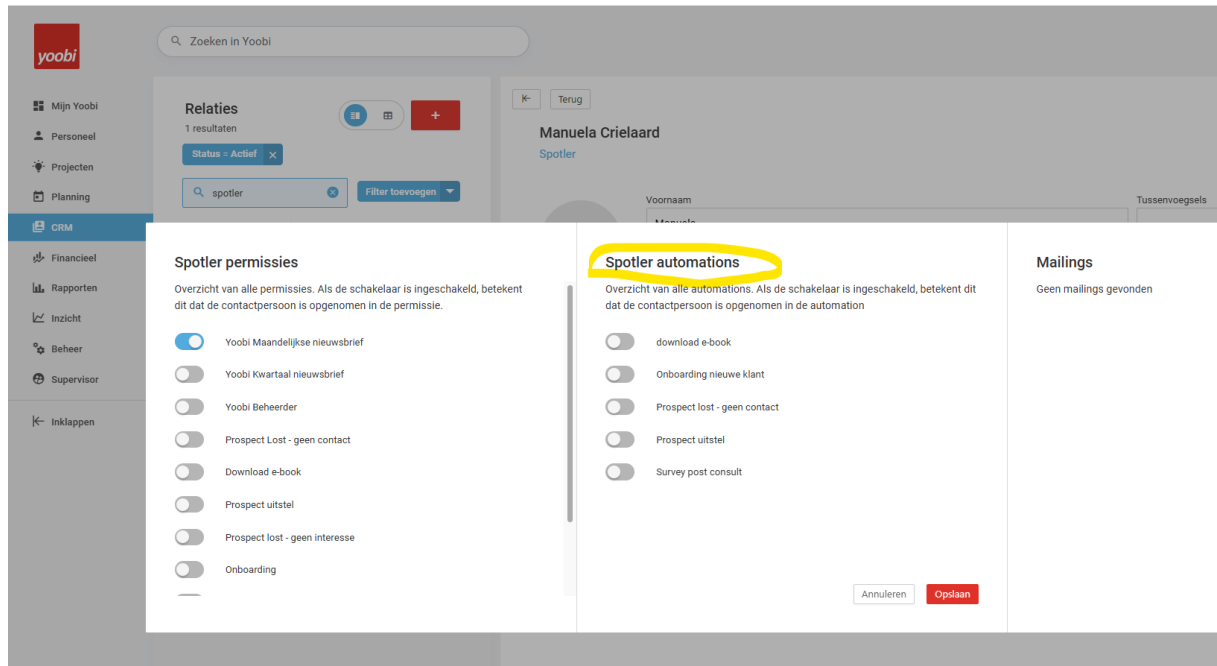 yoobi
Zoeken in Yoobi
Mijn Yoobi
Personeel
Projecten
Planning
CRM
Financieel
Rapporten
Inzicht
Beheer
Supervisor
Inklappen
Relaties
1 resultaten
+
Status = Actief x
spotler
Filter toevoegen
Terug
Manuela Crielaard
Spotler
Voornaam
Tussenvoegsels
Manuela
Spotler permissies
Overzicht van alle permissies. Als de schakelaar is ingeschakeld, betekent
dit dat de contactpersoon is opgenomen in de permissie.
Yoobi Maandelijkse nieuwsbrief
Yoobi Kwartaal nieuwsbrief
Yoobi Beheerder
Prospect Lost - geen contact
Download e-book
Prospect uitstel
Prospect lost - geen interesse
Onboarding
Spotler automations
Overzicht van alle automations. Als de schakelaar is ingeschakeld, betekent dit
dat de contactpersoon is opgenomen in de automation
download e-book
Onboarding nieuwe klant
Prospect lost - geen contact
Prospect uitstel
Survey post consult
Annuleren
Opslaan
Mailings
Geen mailings gevonden